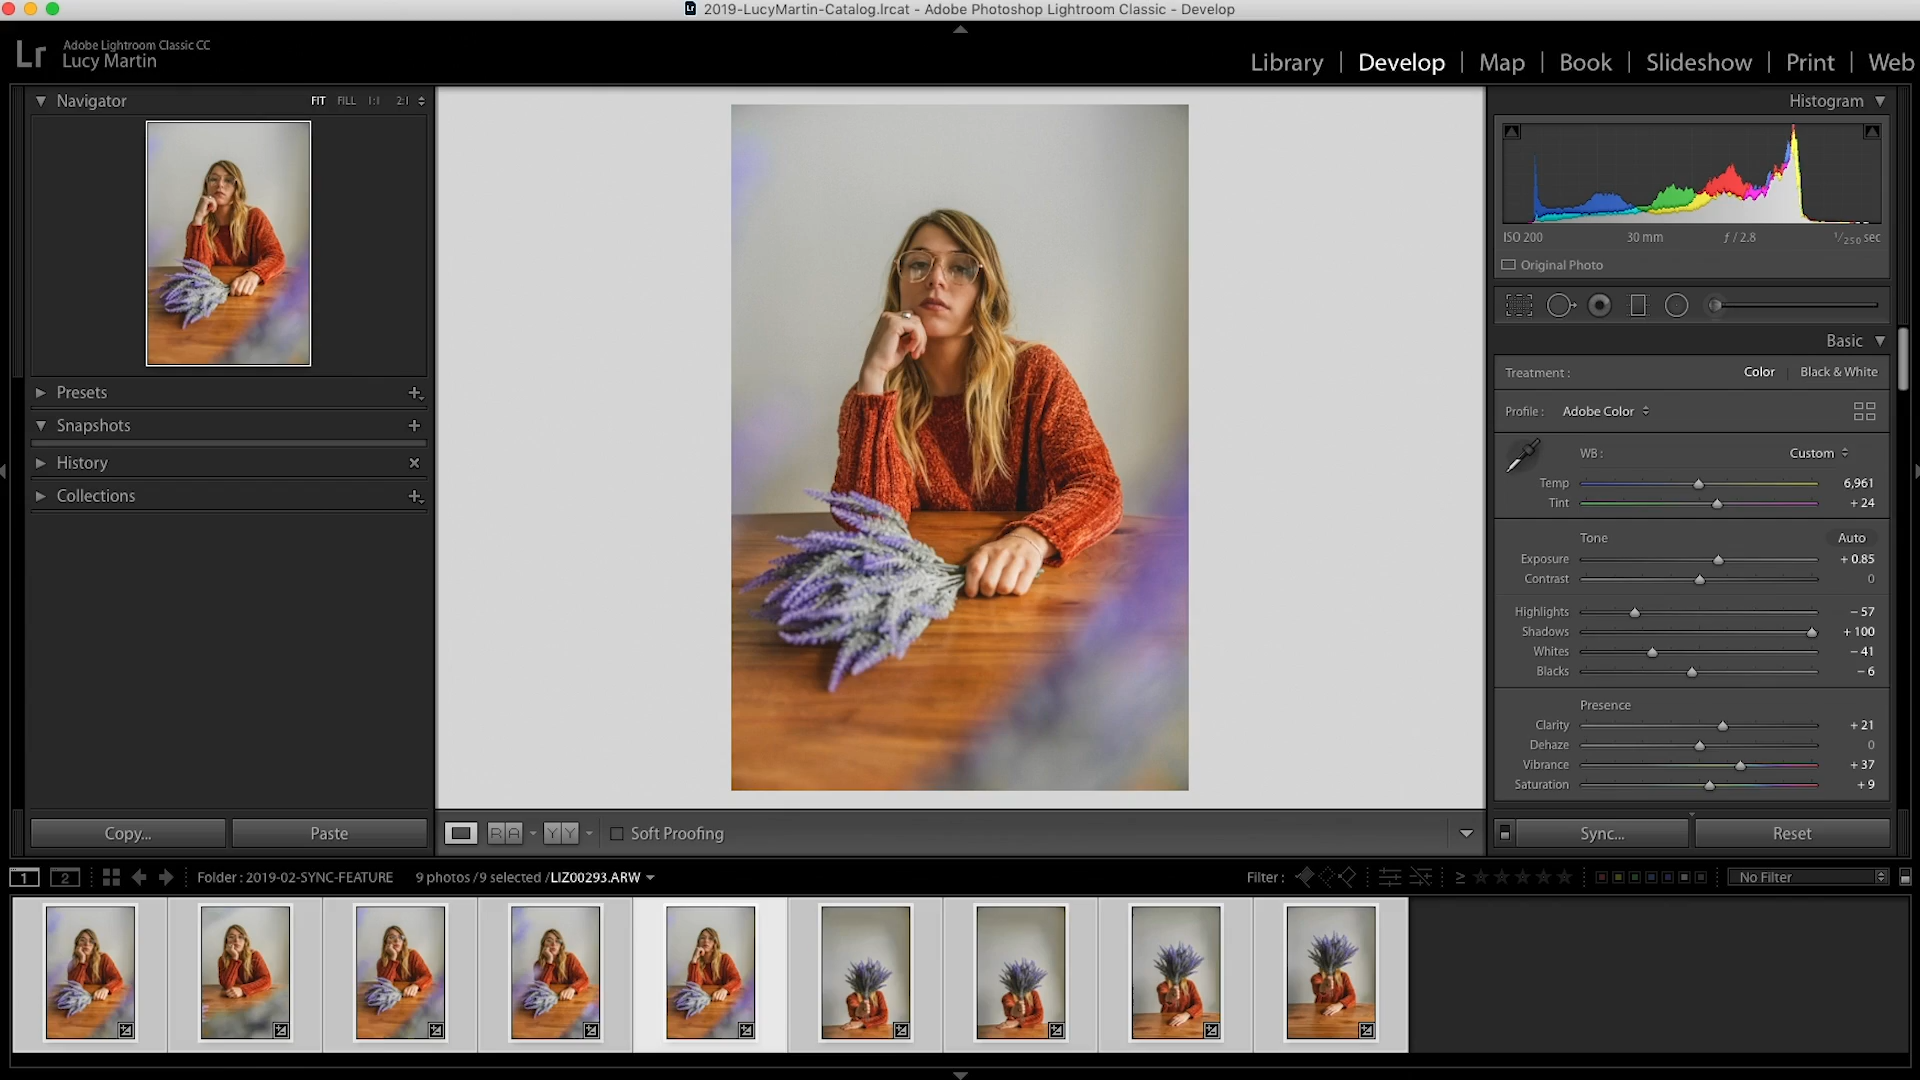 2019-LucyMartin-Catalog.lrcat - Adobe Photoshop Lightroom Classic - Develop
Lr
Adobe Lightroom Classic CC
Lucy Martin
Library | Develop | Map | Book | Slideshow | Print | Web
Navigator
FIT FILL 1:1 2:1
Presets
Snapshots
History
Collections
Copy...
Paste
R A
Y Y
Soft Proofing
Histogram
ISO 200
30 mm
f / 2.8
1/250 sec
Original Photo
Basic
Treatment :
Color
Black & White
Profile :
Adobe Color
WB :
Custom
Temp 6,961
Tint + 24
Tone
Auto
Exposure + 0.85
Contrast 0
Highlights – 57
Shadows + 100
Whites – 41
Blacks – 6
Presence
Clarity + 21
Dehaze 0
Vibrance + 37
Saturation + 9
Sync...
Reset
1
2
Folder : 2019-02-SYNC-FEATURE
9 photos /9 selected /LIZ00293.ARW
Filter :
≥
No Filter